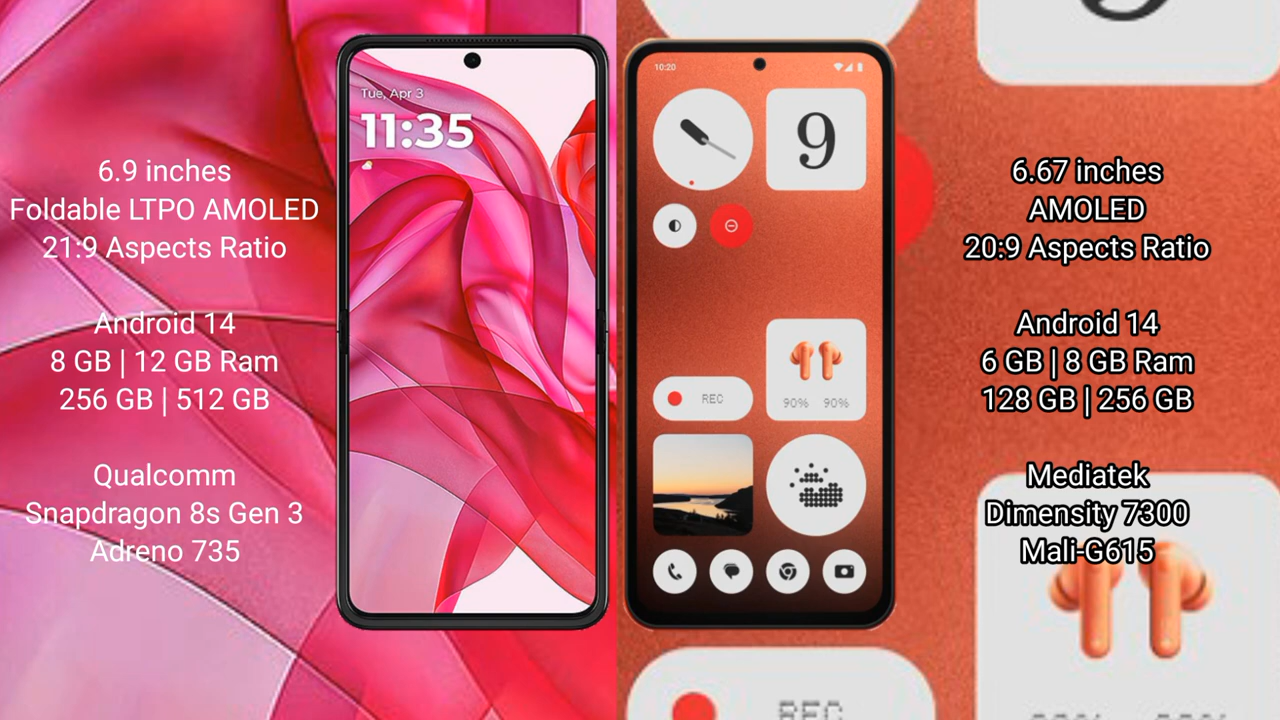 6.9 inches
Foldable LTPO AMOLED
21:9 Aspects Ratio
Android 14
8 GB | 12 GB Ram
256 GB | 512 GB
Qualcomm
Snapdragon 8s Gen 3
Adreno 735
Tue, Apr 3
11:35
10:20
9
REC
90% 90%
6.67 inches
AMOLED
20:9 Aspects Ratio
Android 14
6 GB | 8 GB Ram
128 GB | 256 GB
Mediatek
Dimensity 7300
Mali-G615
REC